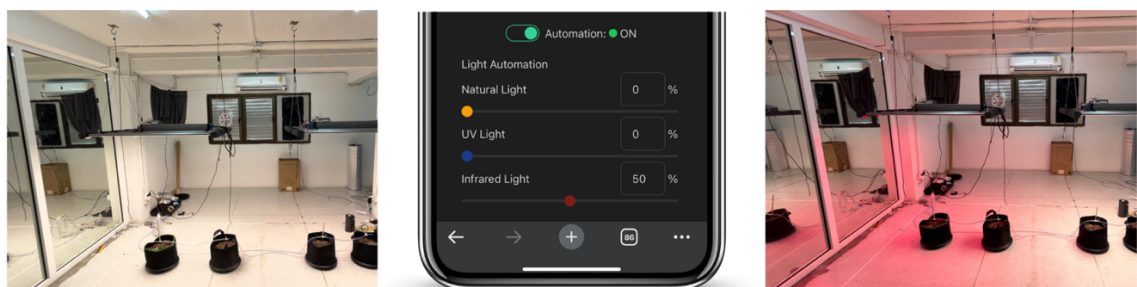 Automation: ON
Light Automation
Natural Light 0 %
UV Light 0 %
Infrared Light 50 %
86